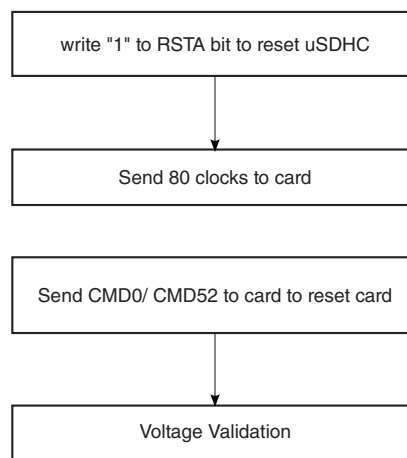 write "1" to RSTA bit to reset uSDHC
Send 80 clocks to card
Send CMD0/ CMD52 to card to reset card
Voltage Validation